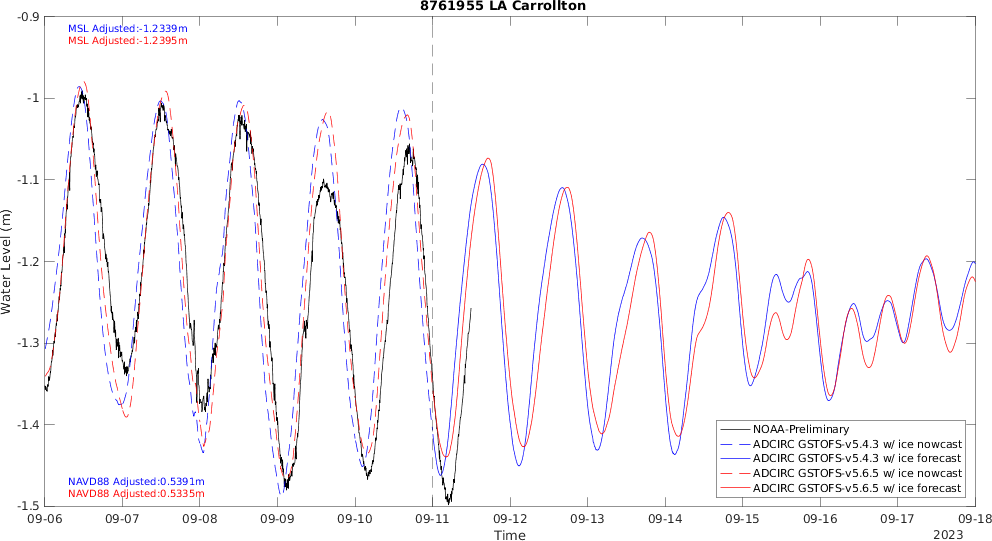 8761955 LA Carrollton
MSL Adjusted:-1.2339m
MSL Adjusted:-1.2395m
-0.9
-1
-1.1
-1.2
-1.3
-1.4
-1.5
Water Level (m)
NAVD88 Adjusted:0.5391m
NAVD88 Adjusted:0.5335m
NOAA-Preliminary
ADCIRC GSTOFS-v5.4.3 w/ ice nowcast
ADCIRC GSTOFS-v5.4.3 w/ ice forecast
ADCIRC GSTOFS-v5.6.5 w/ ice nowcast
ADCIRC GSTOFS-v5.6.5 w/ ice forecast
09-06 09-07 09-08 09-09 09-10 09-11 09-12 09-13 09-14 09-15 09-16 09-17 09-18
Time
2023